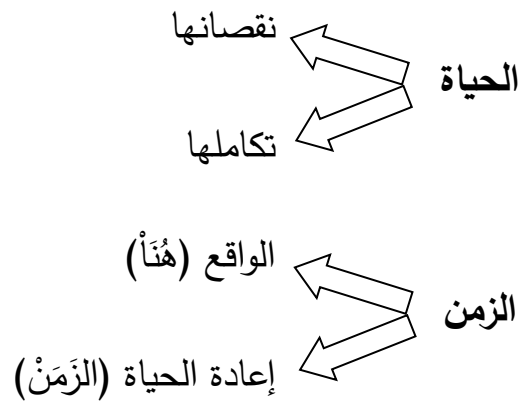 نقصانها
الحياة
تكاملها
الواقع (هُنَاْ)
الزمن
إعادة الحياة (الزَمَنْ)